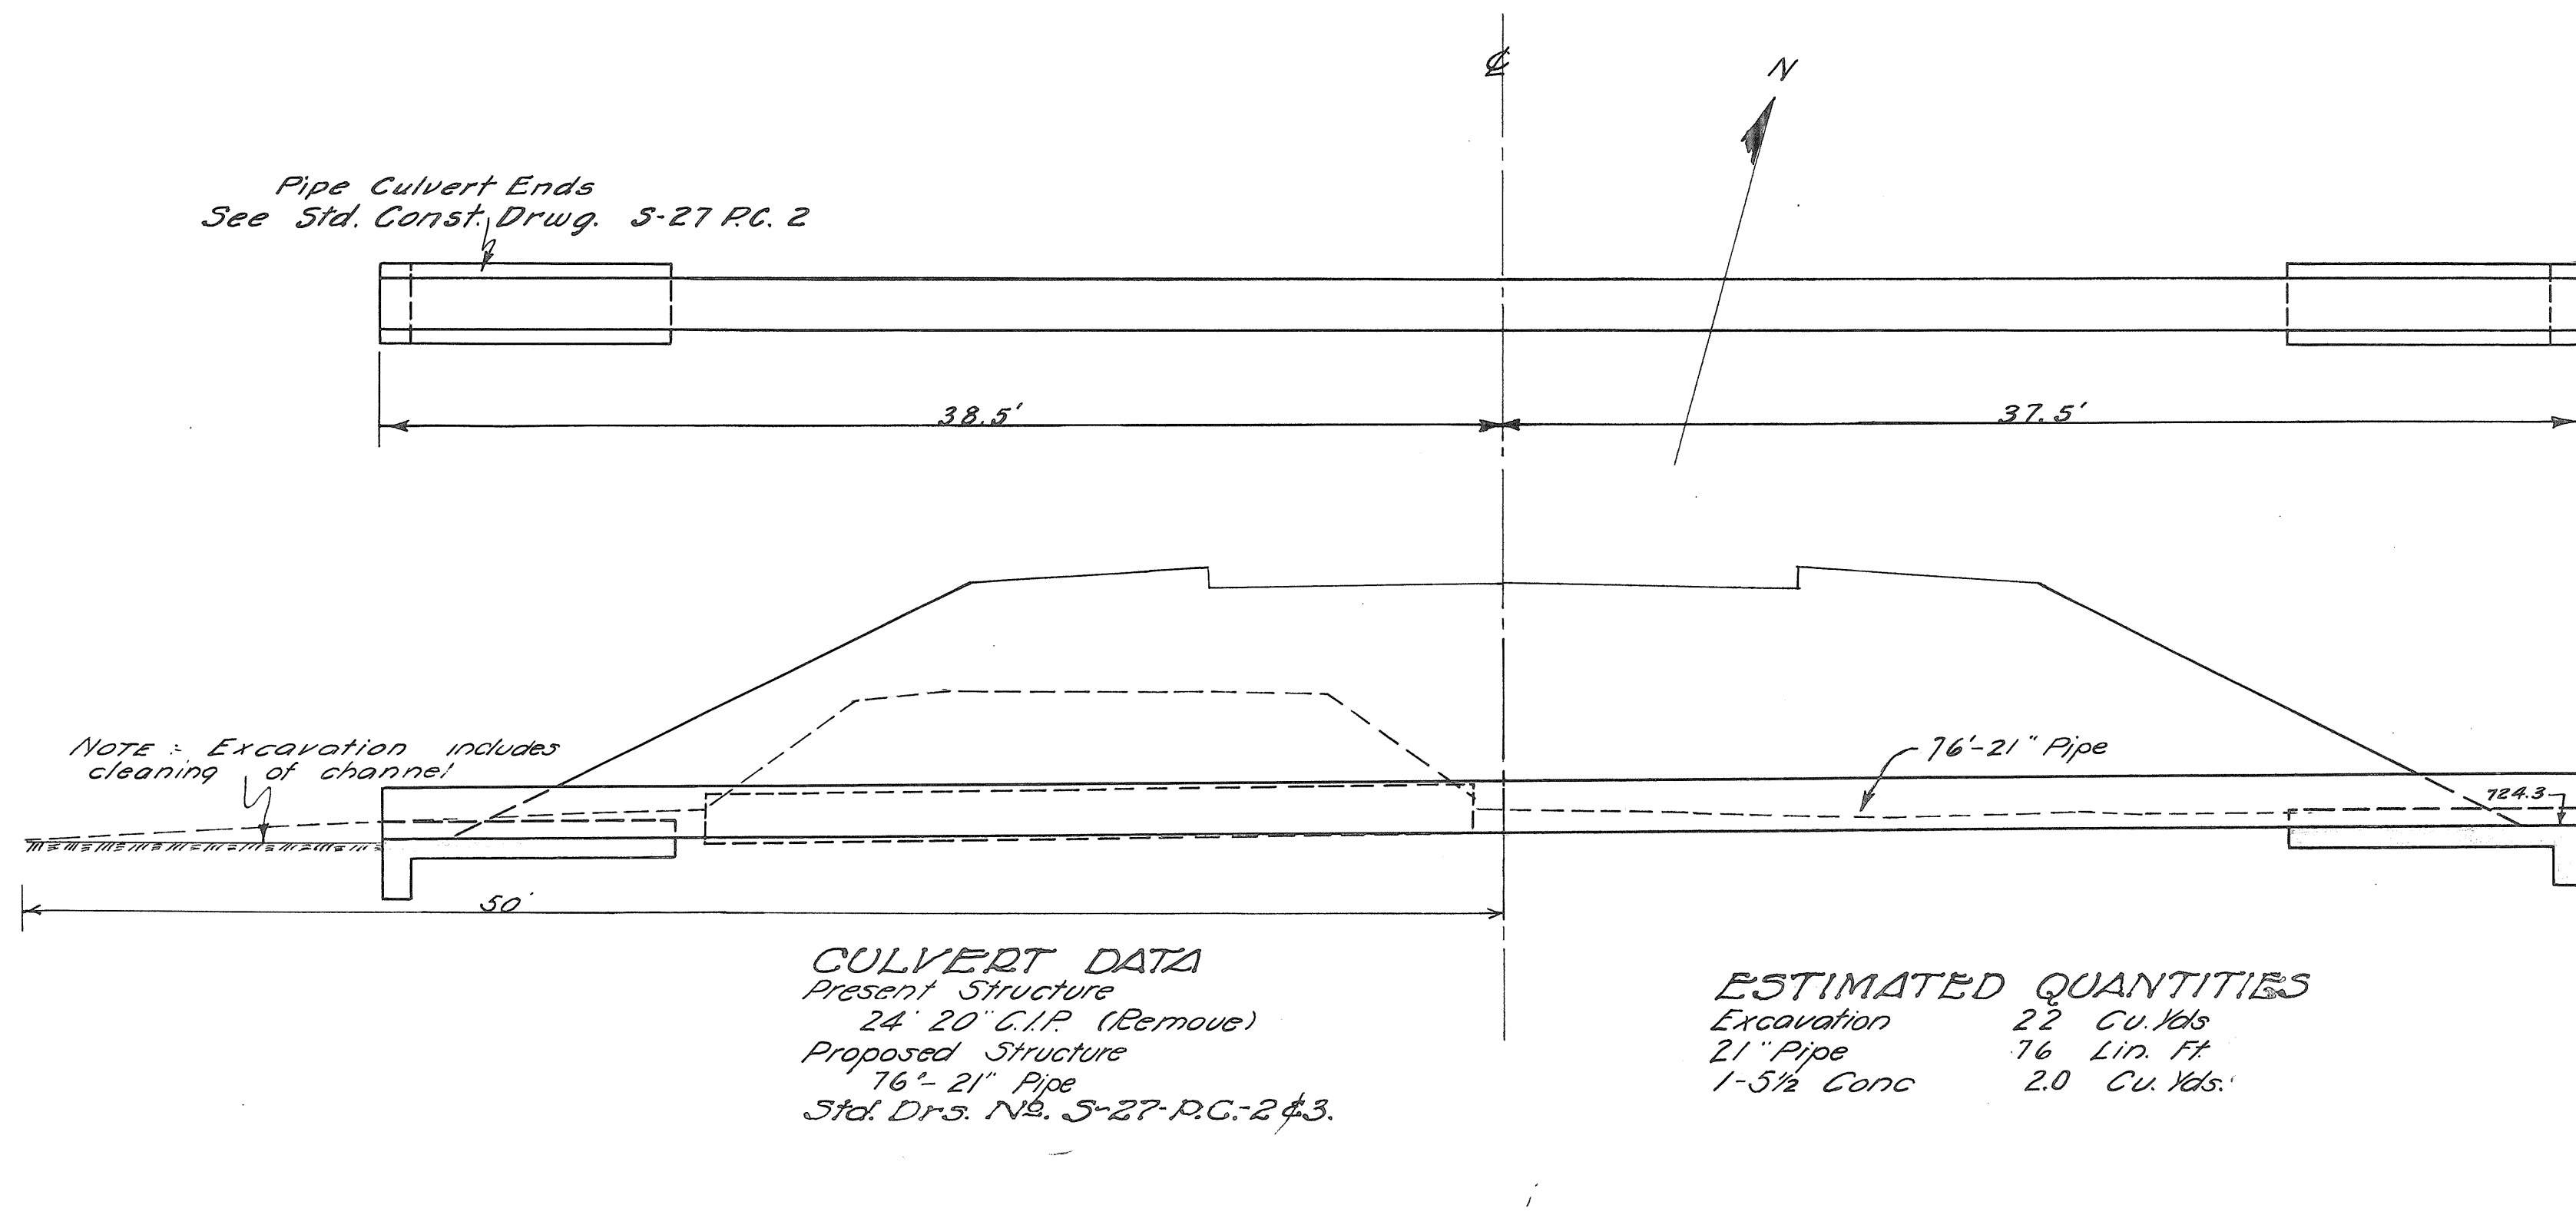 ℄
N
Pipe Culvert Ends
See Std. Const. Drwg. S-27 P.C. 2
38.5'
37.5'
NOTE:- Excavation includes
cleaning of channel
76'-21" Pipe
724.3
50'
CULVERT DATA
Present Structure
24' 20" C.I.P. (Remove)
Proposed Structure
76'- 21" Pipe
Std. Drs. No. S-27-P.C.-2 & 3.
ESTIMATED QUANTITIES
Excavation 22 Cu. Yds
21" Pipe 76 Lin. Ft.
1-5½ Conc 2.0 Cu. Yds.